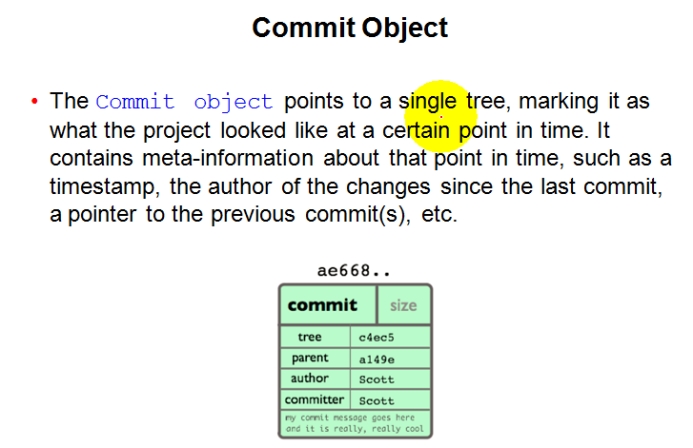 Commit Object
• The Commit object points to a single tree, marking it as
what the project looked like at a certain point in time. It
contains meta-information about that point in time, such as a
timestamp, the author of the changes since the last commit,
a pointer to the previous commit(s), etc.
ae668..
commit size
tree c4ec5
parent a149e
author Scott
committer Scott
my commit message goes here
and it is really, really cool